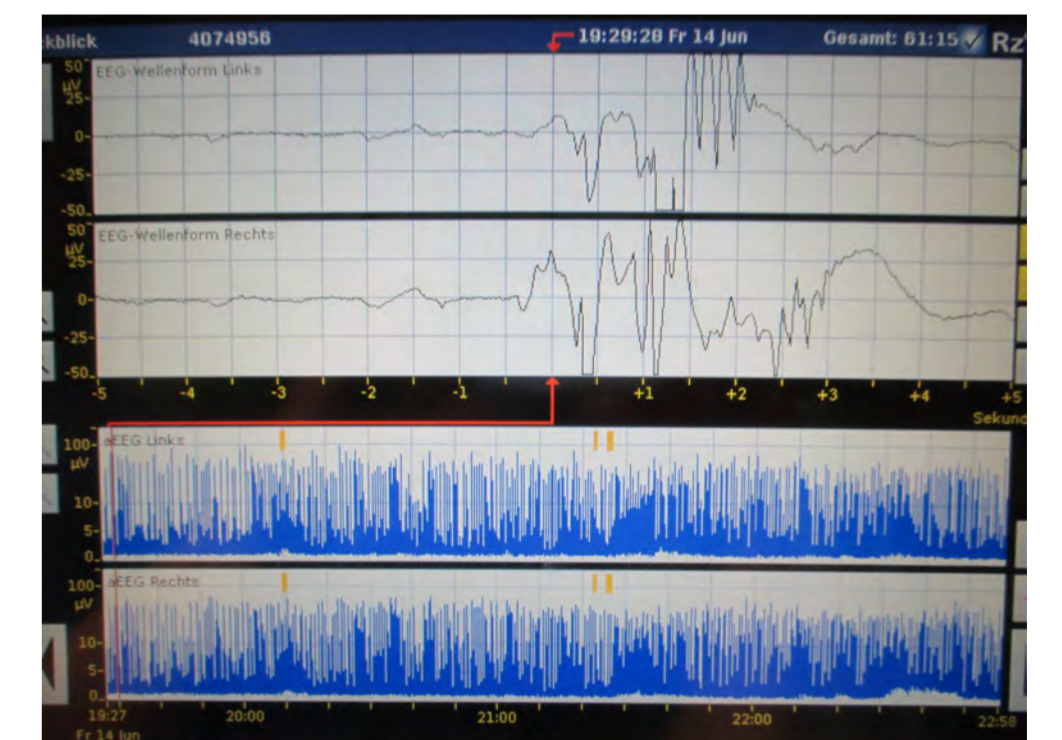 ckblick 4074956 19:29:28 Fr 14 Jun Gesamt: 61:15
50 EEG-Wellenform Links
µV
25
0
-25
-50
50 EEG-Wellenform Rechts
µV
25
0
-25
-50
-5 -4 -3 -2 -1 +1 +2 +3 +4 +5
Sekund
100 aEEG Links
µV
10
5
0
100 aEEG Rechts
µV
10
5
0
19:27 20:00 21:00 22:00 22:58
Fr 14 Jun